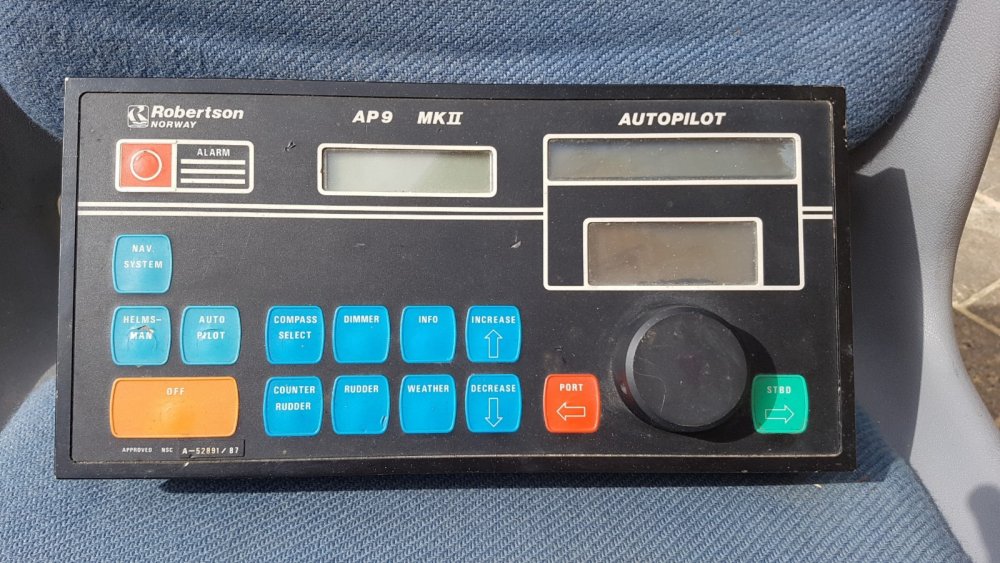 Robertson
NORWAY
AP9 MKII
AUTOPILOT
ALARM
NAV.
SYSTEM
HELMS-
MAN
AUTO
PILOT
COMPASS
SELECT
DIMMER
INFO
INCREASE
OFF
COUNTER
RUDDER
RUDDER
WEATHER
DECREASE
PORT
STBD
APPROVED NSC A-52891/87